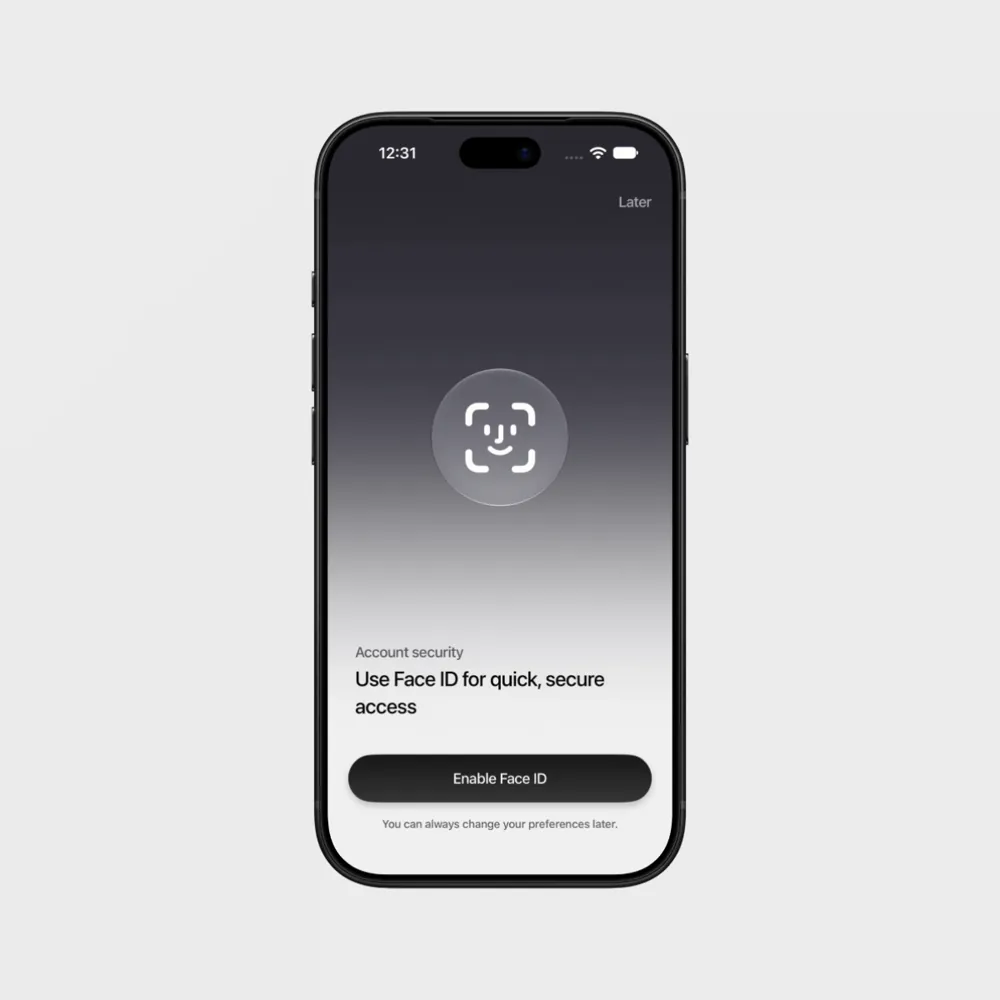 12:31
Later
Account security
Use Face ID for quick, secure
access
Enable Face ID
You can always change your preferences later.